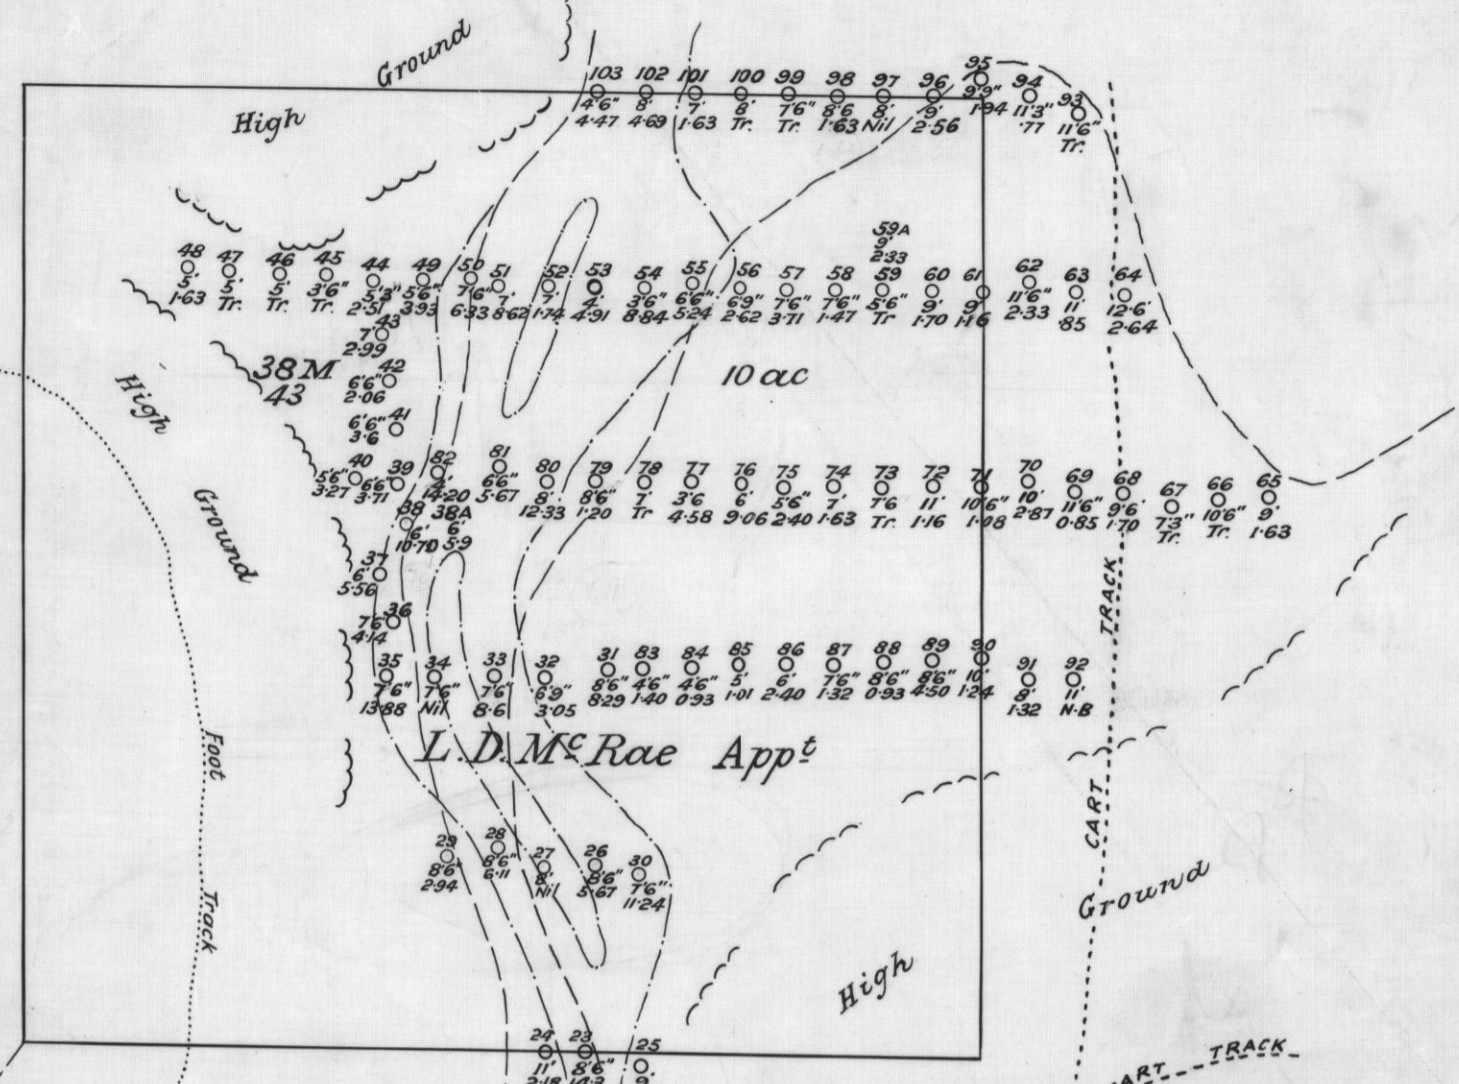 Ground
High
103 102 101 100 99 98 97 96 95 94 93
4'6" 8' 7' 8' 7'6" 8'6 8' 9' 9'9" 11'3" 11'6"
4·47 4·69 1·63 Tr. Tr. 1·63 Nil 2·56 1·94 ·77 Tr.
59A
9'
2·33
48 47 46 45 44 49 50 51 52 53 54 55 56 57 58 59 60 61 62 63 64
5' 5' 5' 3'6" 5'3" 5'6" 7'6" 7' 7' 4' 3'6" 6'6" 6'9" 7'6" 7'6" 5'6" 9' 9' 11'6" 11' 12·6'
1·63 Tr. Tr. Tr. 2·51 3·93 6·33 8·62 1·74 4·91 8·84 5·24 2·62 3·71 1·47 Tr 1·70 1·16 2·33 ·85 2·64
43
7'
2·99
38M
43
42
6'6"
2·06
10 ac
High
41
6'6"
3·6
40 39 82 81 80 79 78 77 76 75 74 73 72 71 70 69 68 67 66 65
5'6" 6'6" 4' 6'6" 8' 8'6" 7' 3'6 6' 5'6" 7' 7'6 11' 10'6" 10' 11'6" 9'6 7'3" 10'6" 9'
3·27 3·71 14·20 5·67 12·33 1·20 Tr 4·58 9·06 2·40 1·63 Tr. 1·16 1·08 2·87 0·85 1·70 Tr. Tr. 1·63
38 38A
6' 6'
10·70 5·9
Ground
37
6'
5·56
36
7'6"
4·14
35 34 33 32 31 83 84 85 86 87 88 89 90 91 92
7'6" 7'6" 7'6" 6'9" 8'6" 4'6" 4'6" 5' 6' 7'6" 8'6" 8'6" 10' 8' 11'
13·88 Nil 8·6 3·05 8·29 1·40 0·93 1·01 2·40 1·32 0·93 4·50 1·24 1·32 N·B
CART TRACK
L. D. McRae Appt
Foot Track
29 28 27 26 30
8'6" 8'6" 8' 8'6" 7'6"
2·94 6·11 Nil 5·67 11·24
Ground
High
24 23 25
11' 8'6" 9'
TRACK